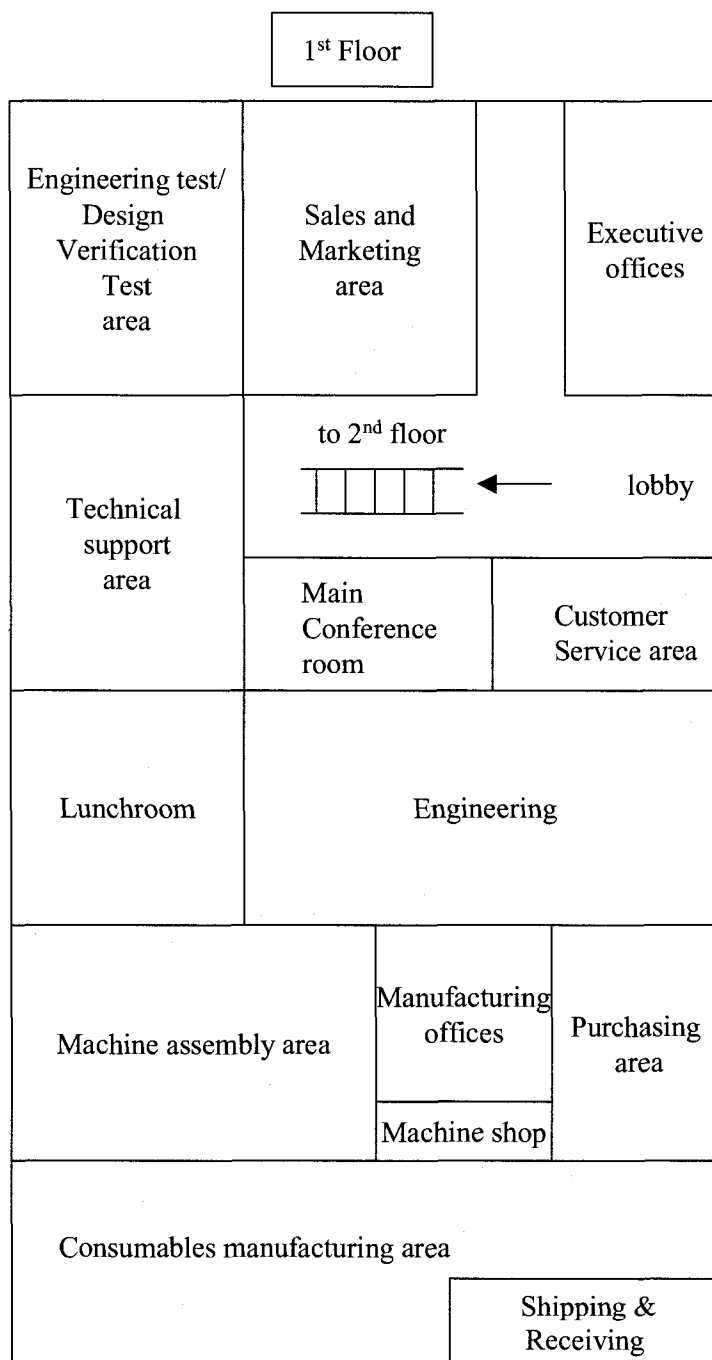 1st Floor
Engineering test/
Design
Verification
Test
area
Sales and
Marketing
area
Executive
offices
to 2nd floor
lobby
Technical
support
area
Main
Conference
room
Customer
Service area
Lunchroom
Engineering
Machine assembly area
Manufacturing
offices
Purchasing
area
Machine shop
Consumables manufacturing area
Shipping &
Receiving